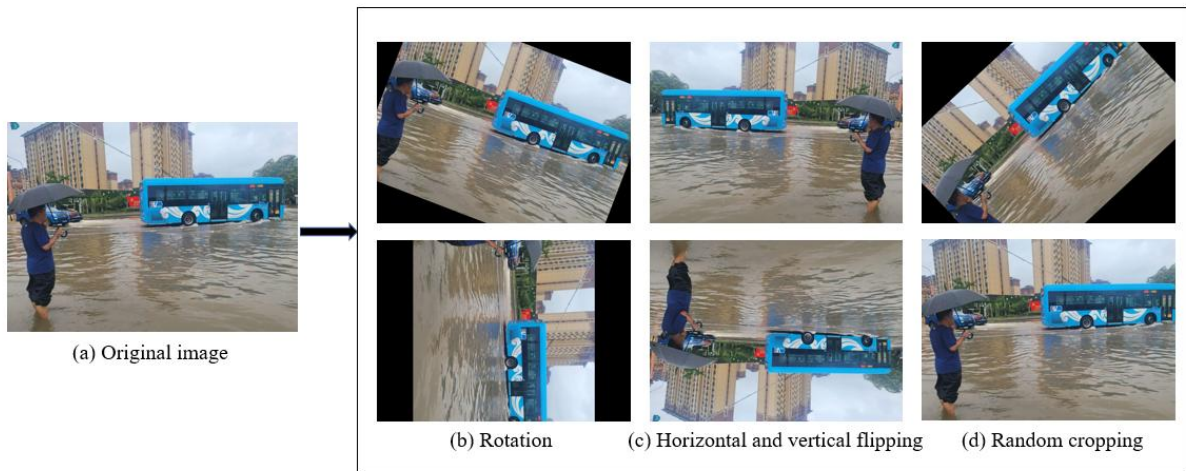 (a) Original image
(b) Rotation
(c) Horizontal and vertical flipping
(d) Random cropping